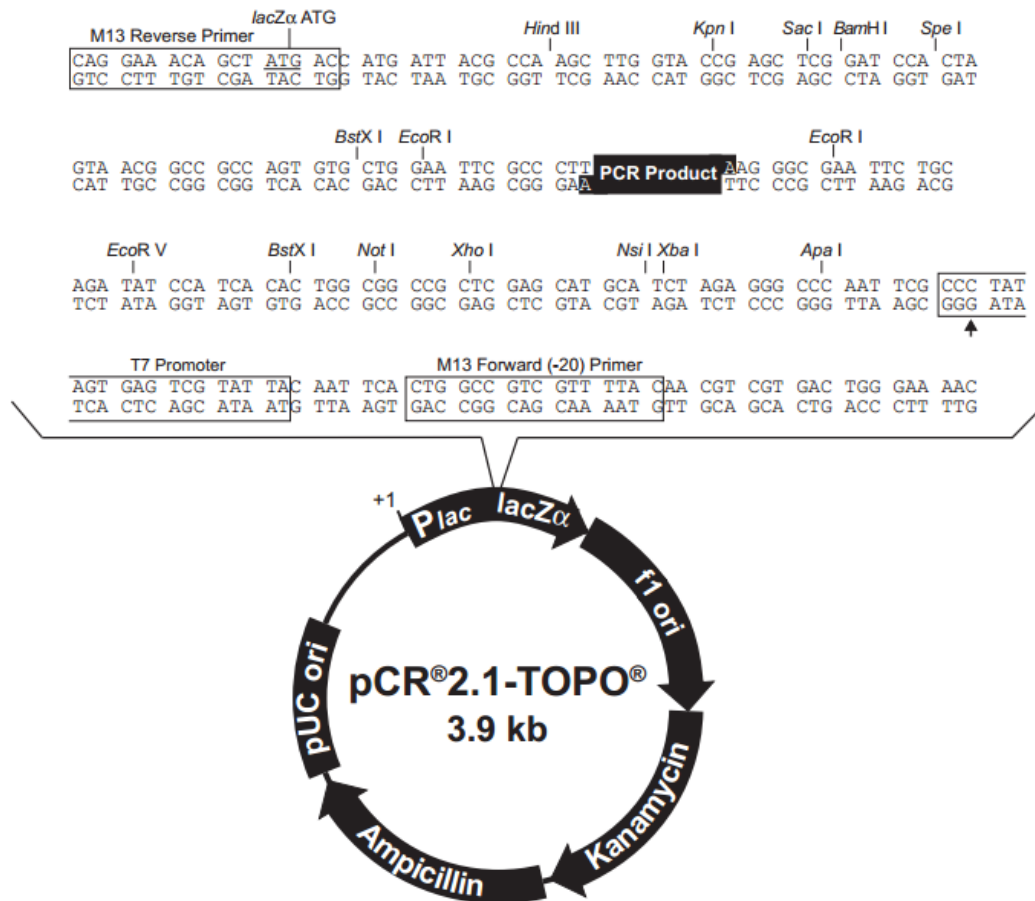 lacZα ATG
M13 Reverse Primer
Hind III Kpn I Sac I BamH I Spe I
CAG GAA ACA GCT ATG ACC ATG ATT ACG CCA AGC TTG GTA CCG AGC TCG GAT CCA CTA
GTC CTT TGT CGA TAC TGG TAC TAA TGC GGT TCG AAC CAT GGC TCG AGC CTA GGT GAT
BstX I EcoR I EcoR I
GTA ACG GCC GCC AGT GTG CTG GAA TTC GCC CTT PCR Product AAG GGC GAA TTC TGC
CAT TGC CGG CGG TCA CAC GAC CTT AAG CGG GAA TTC CCG CTT AAG ACG
EcoR V BstX I Not I Xho I Nsi I Xba I Apa I
AGA TAT CCA TCA CAC TGG CGG CCG CTC GAG CAT GCA TCT AGA GGG CCC AAT TCG CCC TAT
TCT ATA GGT AGT GTG ACC GCC GGC GAG CTC GTA CGT AGA TCT CCC GGG TTA AGC GGG ATA
T7 Promoter M13 Forward (-20) Primer
AGT GAG TCG TAT TAC AAT TCA CTG GCC GTC GTT TTA CAA CGT CGT GAC TGG GAA AAC
TCA CTC AGC ATA ATG TTA AGT GAC CGG CAG CAA AAT GTT GCA GCA CTG ACC CTT TTG
+1
Plac lacZα
f1 ori
Kanamycin
Ampicillin
pUC ori
pCR®2.1-TOPO®
3.9 kb